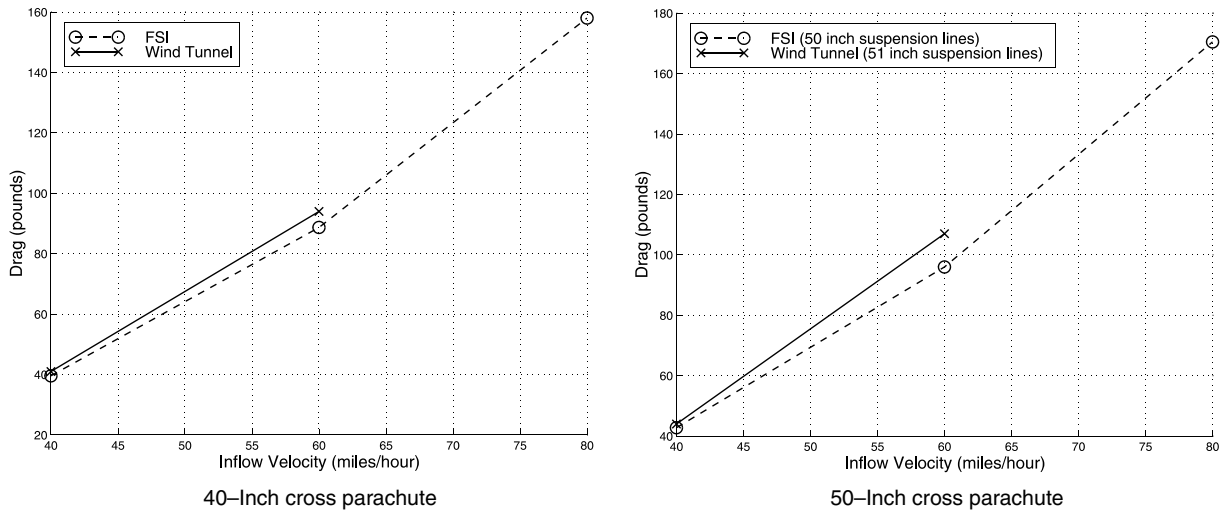 160
140
120
100
80
60
40
20
Drag (pounds)
FSI
Wind Tunnel
40 45 50 55 60 65 70 75 80
Inflow Velocity (miles/hour)
40–Inch cross parachute
180
160
140
120
100
80
60
40
Drag (pounds)
FSI (50 inch suspension lines)
Wind Tunnel (51 inch suspension lines)
40 45 50 55 60 65 70 75 80
Inflow Velocity (miles/hour)
50–Inch cross parachute